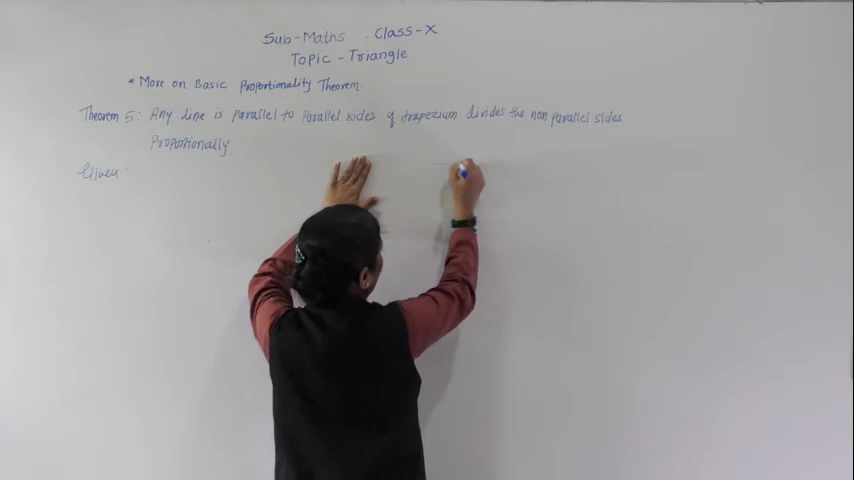 Sub-Maths . Class-X
Topic - Triangle
* More on Basic Proportionality Theorem.
Theorem 5: Any line is parallel to Parallel sides of trapezium divides the non parallel sides
Proportionally.
Given: